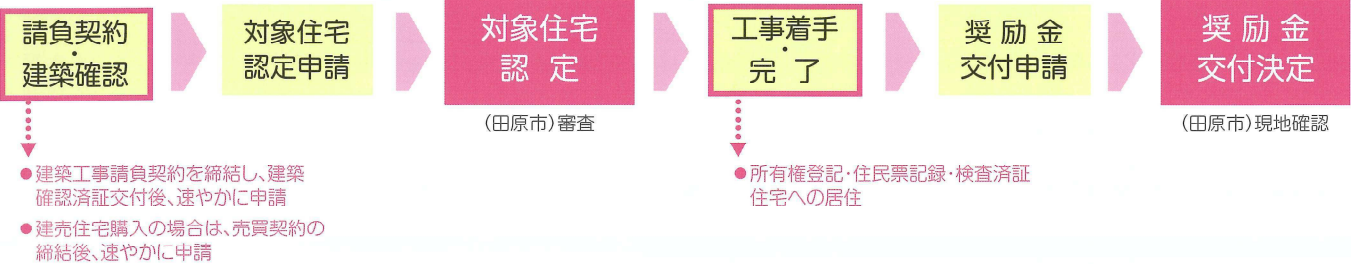 請負契約
・
建築確認
対象住宅
認定申請
対象住宅
認定
(田原市)審査
工事着手
・
完了
奨励金
交付申請
奨励金
交付決定
(田原市)現地確認
●建築工事請負契約を締結し、建築
確認済証交付後、速やかに申請
●建売住宅購入の場合は、売買契約の
締結後、速やかに申請
●所有権登記・住民票記録・検査済証
住宅への居住